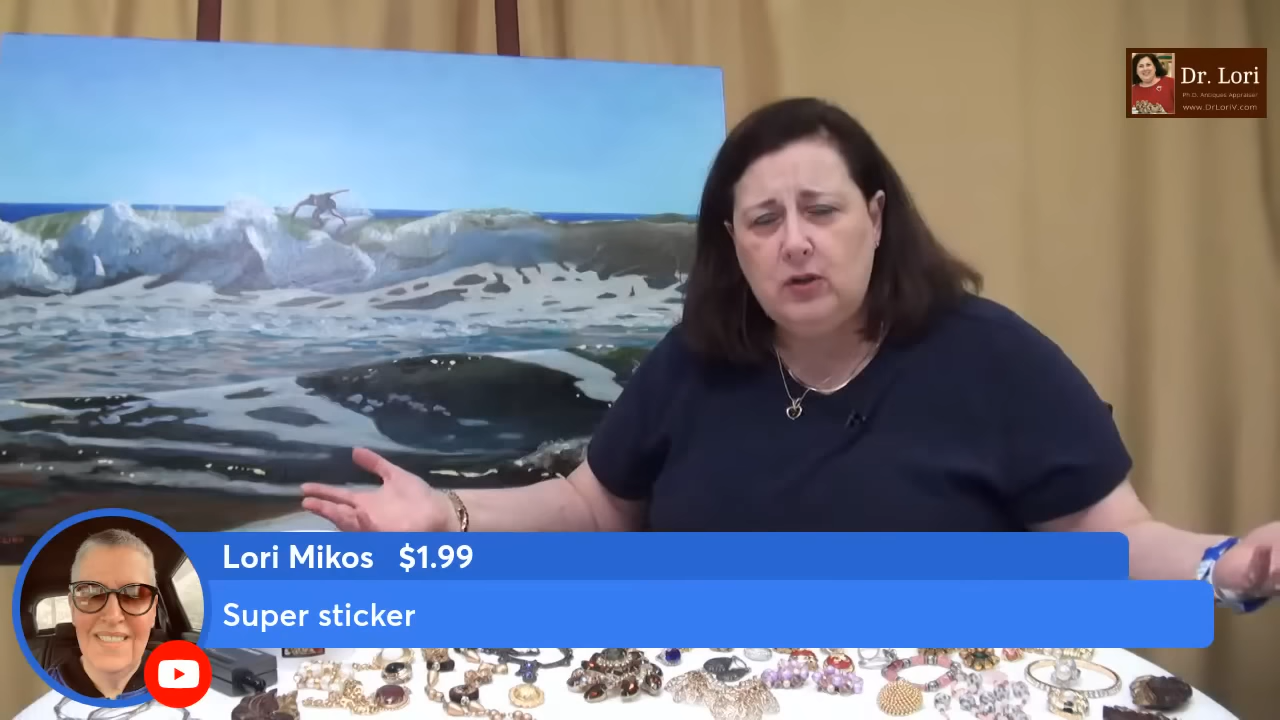 Dr. Lori
Ph.D. Antiques Appraiser
www.DrLoriV.com
Lori Mikos $1.99
Super sticker